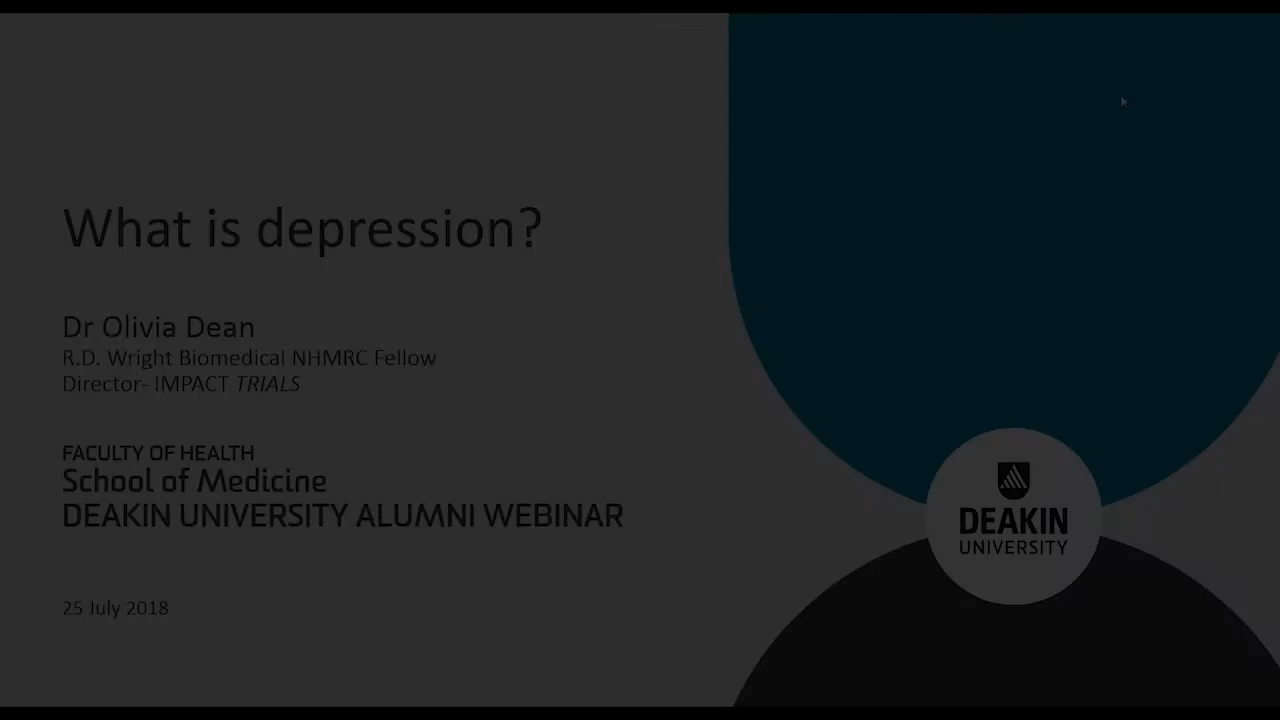 What is depression?
Dr Olivia Dean
R.D. Wright Biomedical NHMRC Fellow
Director- IMPACT TRIALS
FACULTY OF HEALTH
School of Medicine
DEAKIN UNIVERSITY ALUMNI WEBINAR
25 July 2018
DEAKIN
UNIVERSITY